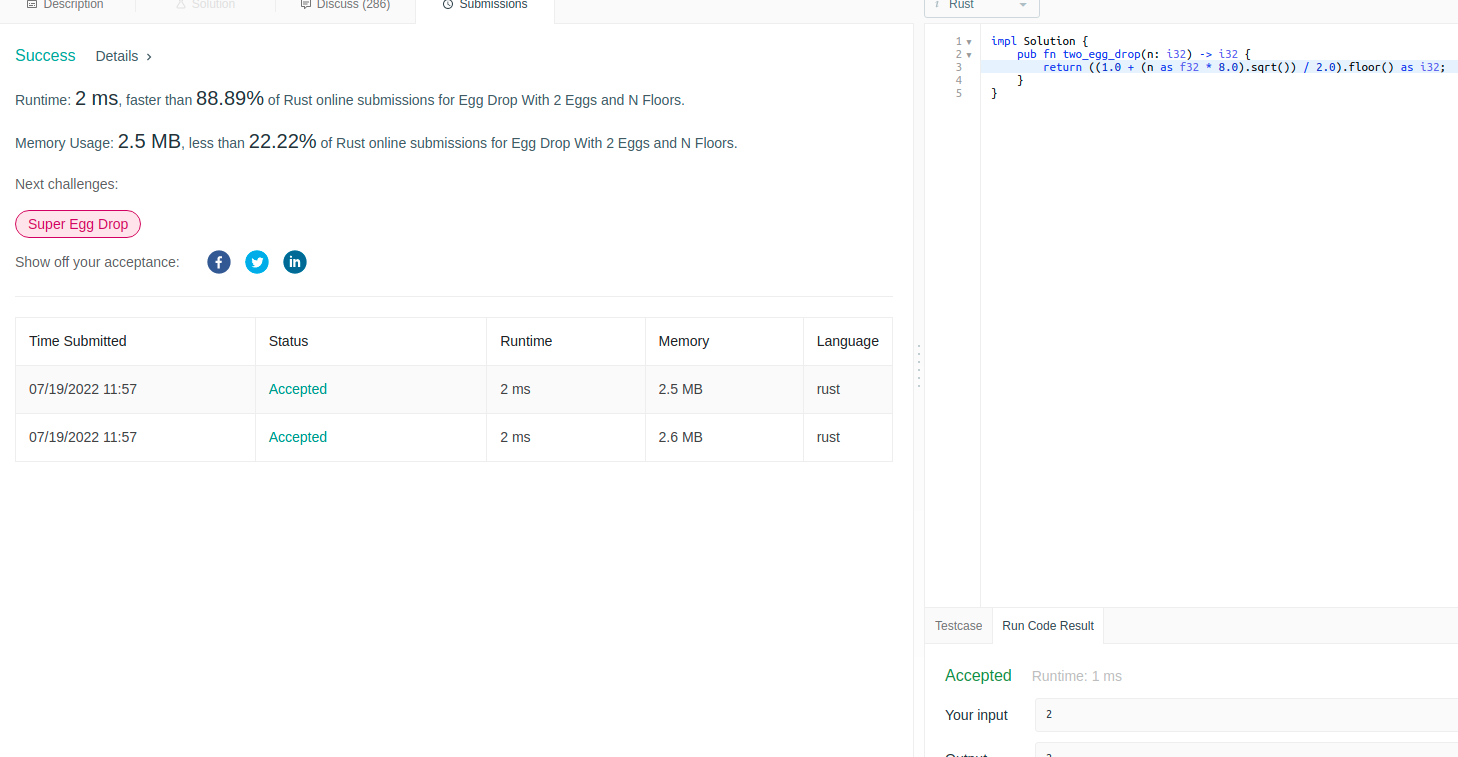 Description
Solution
Discuss (286)
Submissions
Success Details >
Runtime: 2 ms, faster than 88.89% of Rust online submissions for Egg Drop With 2 Eggs and N Floors.
Memory Usage: 2.5 MB, less than 22.22% of Rust online submissions for Egg Drop With 2 Eggs and N Floors.
Next challenges:
Super Egg Drop
Show off your acceptance:
Time Submitted Status Runtime Memory Language
07/19/2022 11:57 Accepted 2 ms 2.5 MB rust
07/19/2022 11:57 Accepted 2 ms 2.6 MB rust
i Rust
1 impl Solution {
2 pub fn two_egg_drop(n: i32) -> i32 {
3 return ((1.0 + (n as f32 * 8.0).sqrt()) / 2.0).floor() as i32;
4 }
5 }
Testcase
Run Code Result
Accepted Runtime: 1 ms
Your input 2
Output